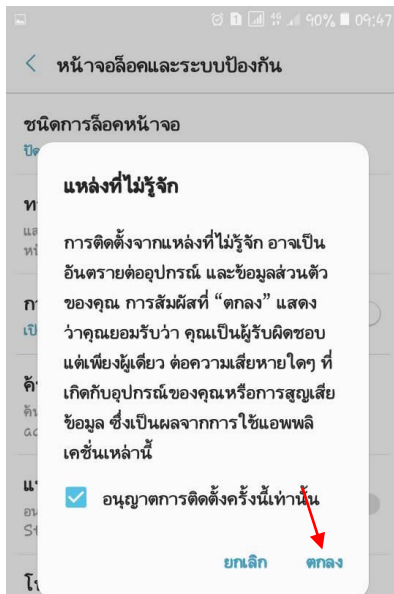 90% 09:47
หน้าจอล็อคและระบบป้องกัน
ชนิดการล็อคหน้าจอ
แหล่งที่ไม่รู้จัก
การติดตั้งจากแหล่งที่ไม่รู้จัก อาจเป็น
อันตรายต่ออุปกรณ์ และข้อมูลส่วนตัว
ของคุณ การสัมผัสที่ “ตกลง” แสดง
ว่าคุณยอมรับว่า คุณเป็นผู้รับผิดชอบ
แต่เพียงผู้เดียว ต่อความเสียหายใดๆ ที่
เกิดกับอุปกรณ์ของคุณหรือการสูญเสีย
ข้อมูล ซึ่งเป็นผลจากการใช้แอพพลิ
เคชั่นเหล่านี้
อนุญาตการติดตั้งครั้งนี้เท่านั้น
ยกเลิก ตกลง